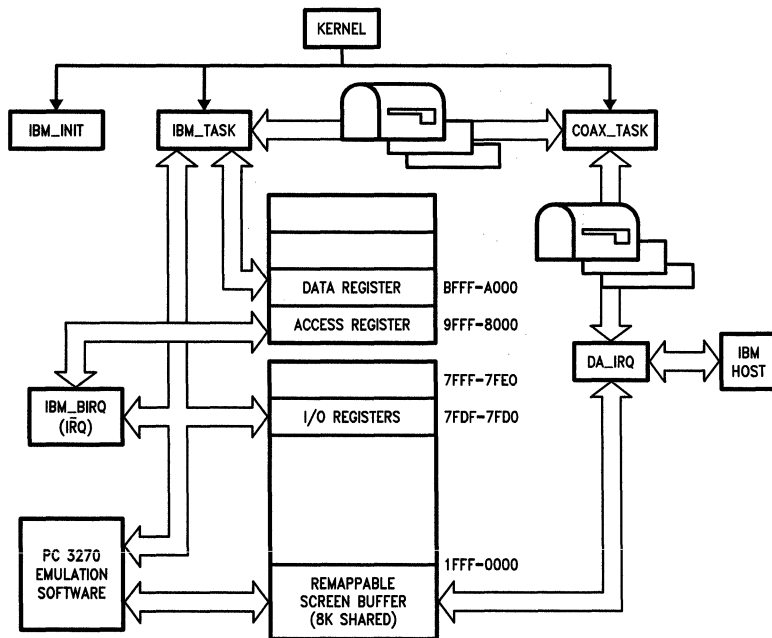 KERNEL
IBM_INIT
IBM_TASK
COAX_TASK
DATA REGISTER
BFFF-A000
ACCESS REGISTER
9FFF-8000
7FFF-7FE0
DA_IRQ
IBM
HOST
IBM_BIRQ
(IRQ)
I/O REGISTERS
7FDF-7FD0
PC 3270
EMULATION
SOFTWARE
1FFF-0000
REMAPPABLE
SCREEN BUFFER
(8K SHARED)